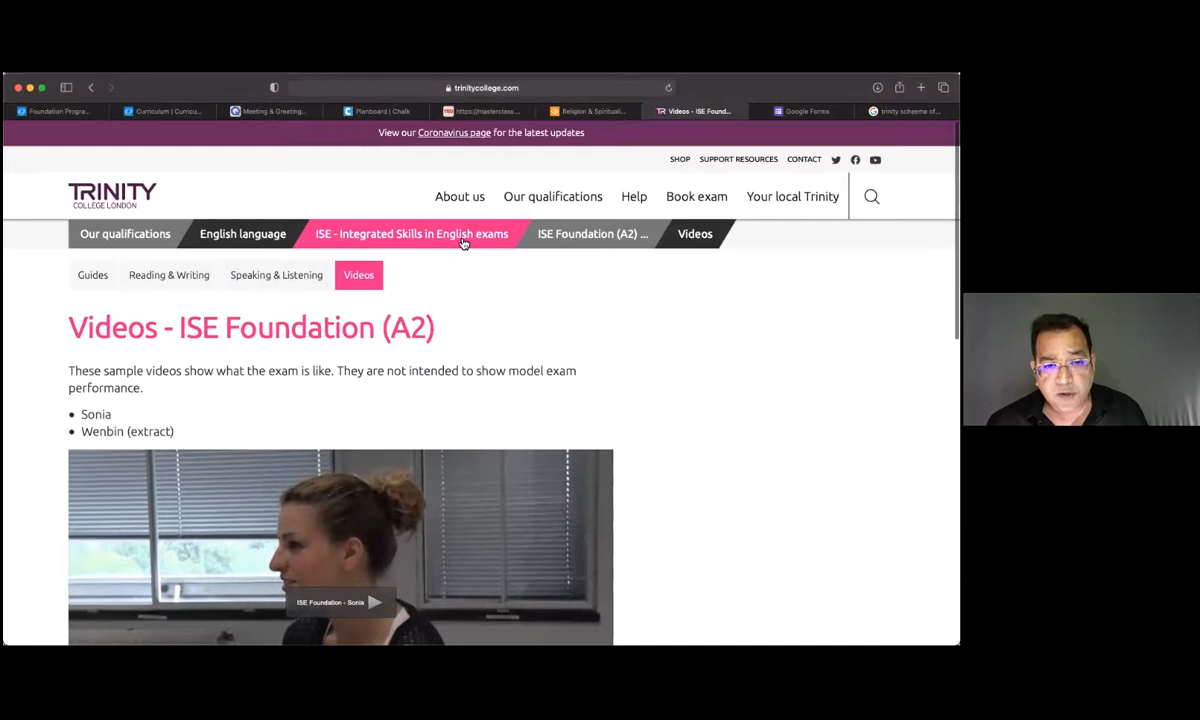 trinitycollege.com
Foundation Progra...
Curriculum | Curricu...
Meeting & Greeting...
Planboard | Chalk
https://masterclass...
Religion & Spirituali...
Videos - ISE Found...
Google Forms
trinity scheeme of...
View our Coronavirus page for the latest updates
SHOP SUPPORT RESOURCES CONTACT
TRINITY
COLLEGE LONDON
About us Our qualifications Help Book exam Your local Trinity
Our qualifications English language ISE - Integrated Skills in English exams ISE Foundation (A2) ... Videos
Guides Reading & Writing Speaking & Listening Videos
Videos - ISE Foundation (A2)
These sample videos show what the exam is like. They are not intended to show model exam
performance.
• Sonia
• Wenbin (extract)
ISE Foundation - Sonia